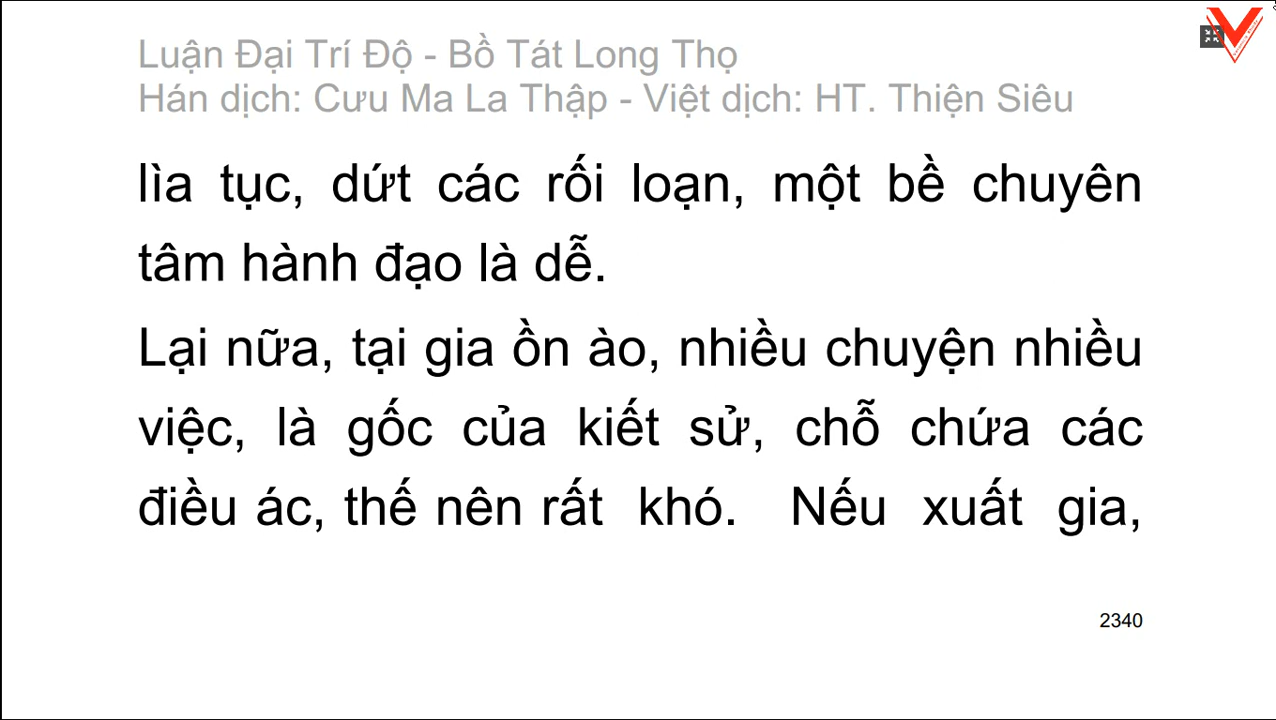 Luận Đại Trí Độ - Bồ Tát Long Thọ
Hán dịch: Cưu Ma La Thập - Việt dịch: HT. Thiện Siêu
lìa tục, dứt các rối loạn, một bề chuyên
tâm hành đạo là dễ.
Lại nữa, tại gia ồn ào, nhiều chuyện nhiều
việc, là gốc của kiết sử, chỗ chứa các
điều ác, thế nên rất khó. Nếu xuất gia,
2340